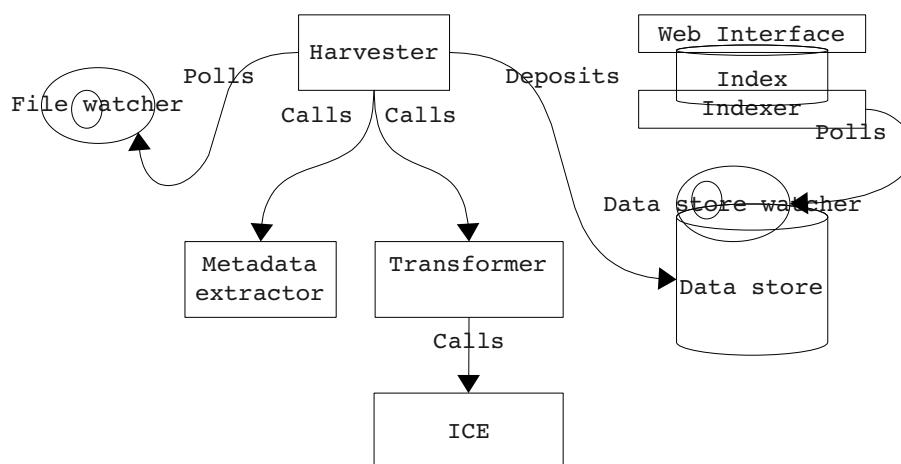 Harvester
Web Interface
Polls
Deposits
Index
File watcher
Calls
Calls
Indexer
Polls
Data store watcher
Metadata
extractor
Transformer
Data store
Calls
ICE